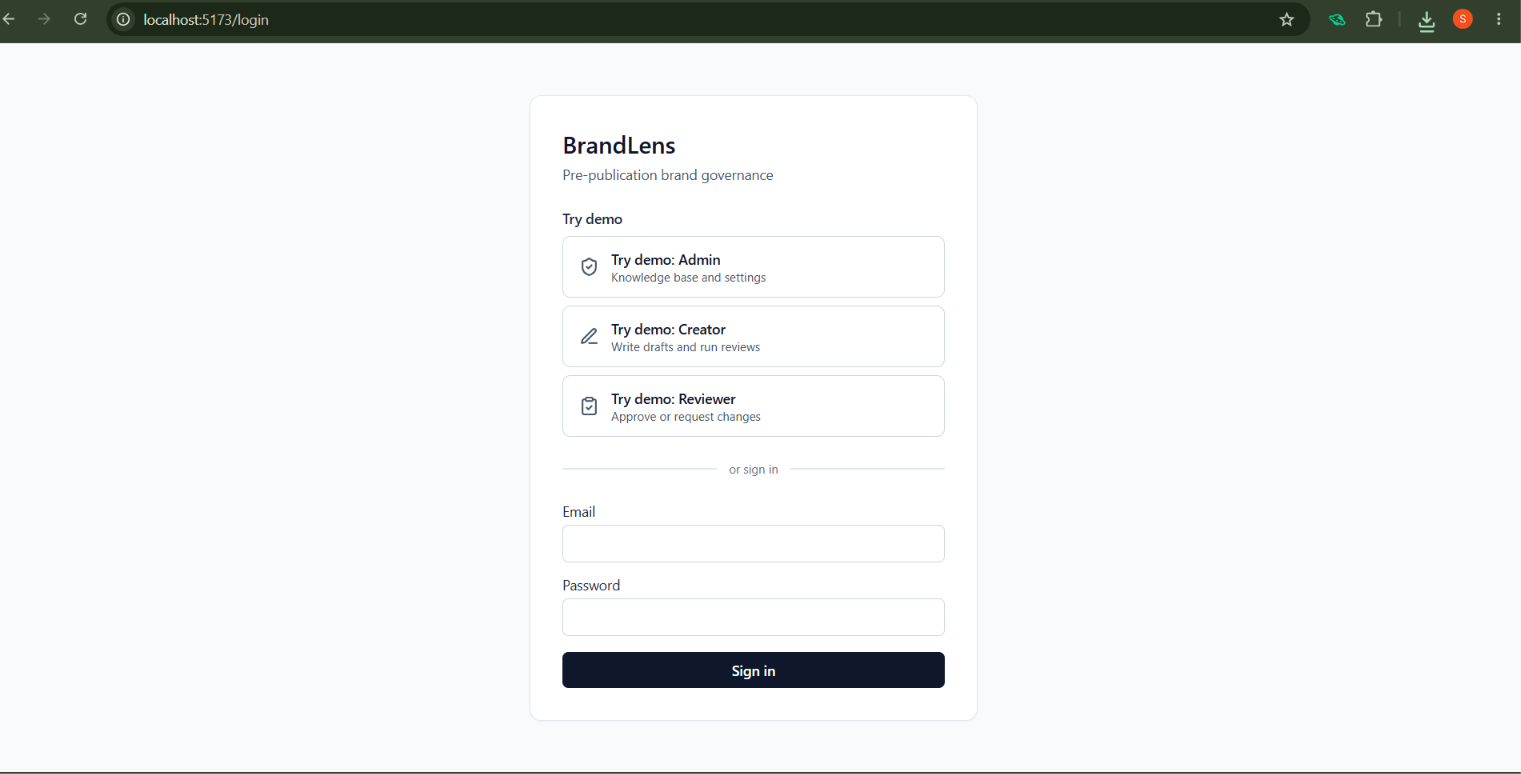 localhost:5173/login
S
BrandLens
Pre-publication brand governance
Try demo
Try demo: Admin
Knowledge base and settings
Try demo: Creator
Write drafts and run reviews
Try demo: Reviewer
Approve or request changes
or sign in
Email
Password
Sign in